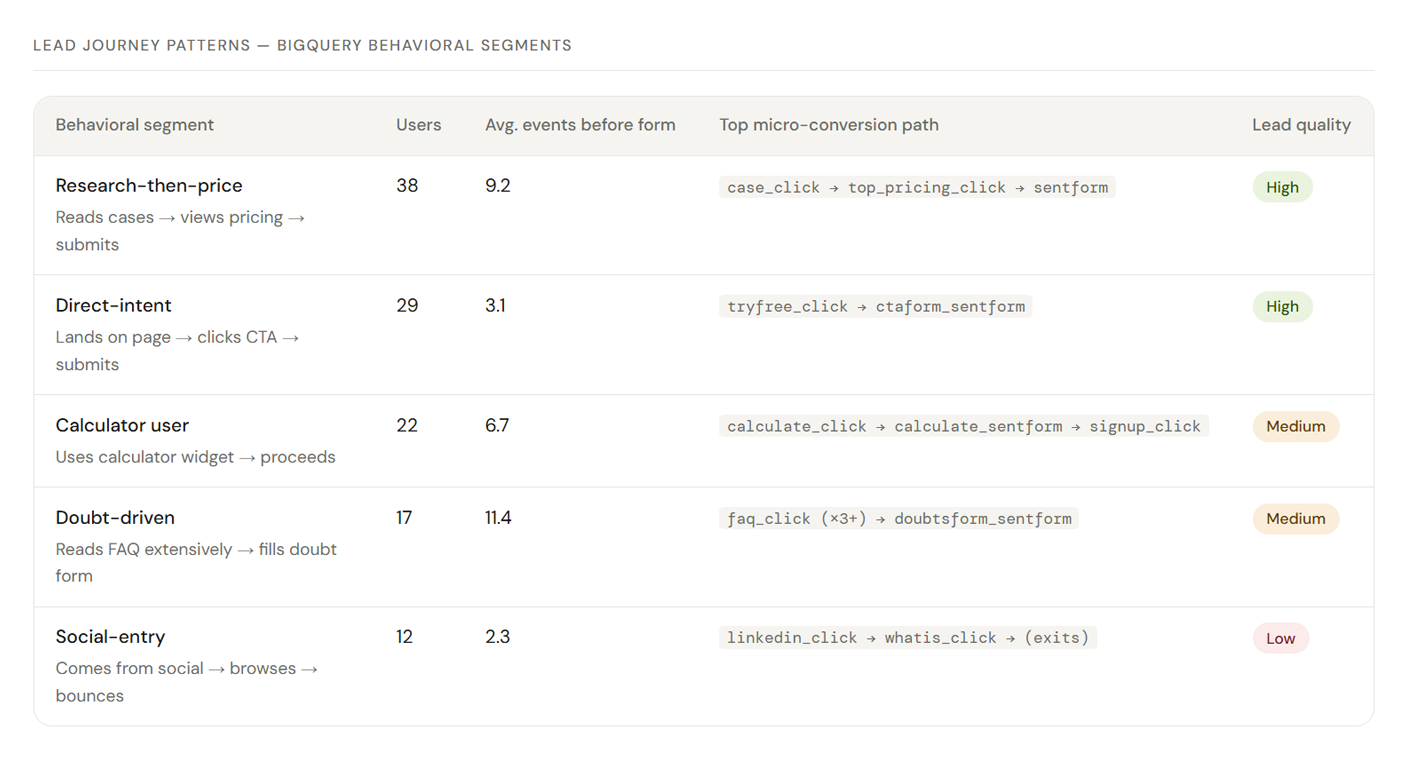 LEAD JOURNEY PATTERNS — BIGQUERY BEHAVIORAL SEGMENTS
Behavioral segment Users Avg. events before form Top micro-conversion path Lead quality
Research-then-price 38 9.2 case_click → top_pricing_click → sentform High
Reads cases → views pricing →
submits
Direct-intent 29 3.1 tryfree_click → ctaform_sentform High
Lands on page → clicks CTA →
submits
Calculator user 22 6.7 calculate_click → calculate_sentform → signup_click Medium
Uses calculator widget → proceeds
Doubt-driven 17 11.4 faq_click (×3+) → doubtsform_sentform Medium
Reads FAQ extensively → fills doubt
form
Social-entry 12 2.3 linkedin_click → whatis_click → (exits) Low
Comes from social → browses →
bounces